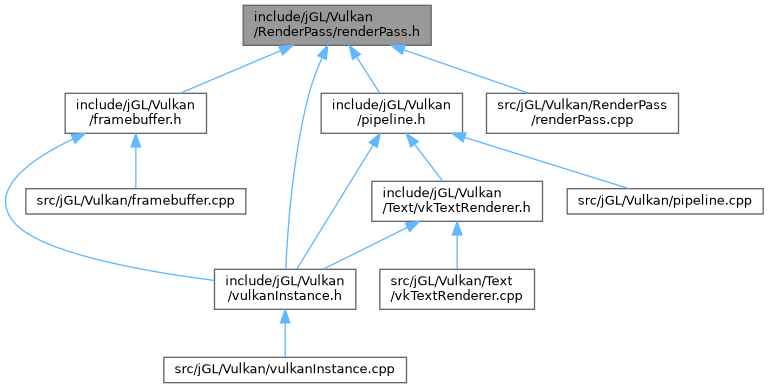 include/jGL/Vulkan
/RenderPass/renderPass.h
include/jGL/Vulkan
/framebuffer.h
include/jGL/Vulkan
/pipeline.h
src/jGL/Vulkan/RenderPass
/renderPass.cpp
src/jGL/Vulkan/framebuffer.cpp
include/jGL/Vulkan
/Text/vkTextRenderer.h
src/jGL/Vulkan/pipeline.cpp
include/jGL/Vulkan
/vulkanInstance.h
src/jGL/Vulkan/Text
/vkTextRenderer.cpp
src/jGL/Vulkan/vulkanInstance.cpp